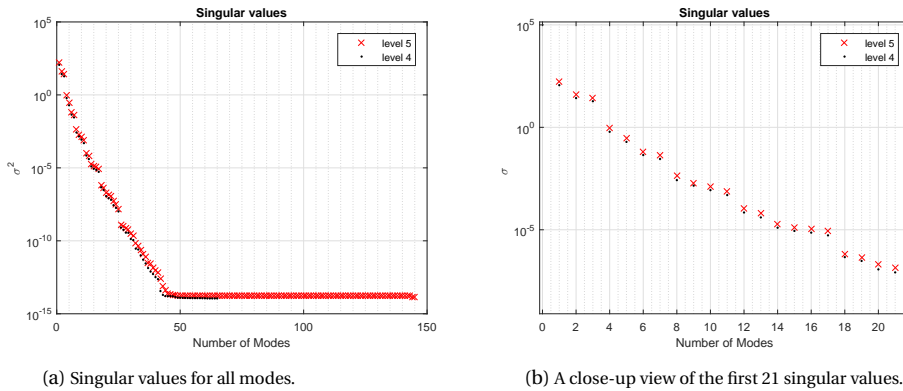 Singular values
10^5
10^0
10^-5
10^-10
10^-15
σ^2
0
50
100
150
Number of Modes
level 5
level 4
(a) Singular values for all modes.
Singular values
10^5
10^0
10^-5
σ
0 2 4 6 8 10 12 14 16 18 20
Number of Modes
level 5
level 4
(b) A close-up view of the first 21 singular values.